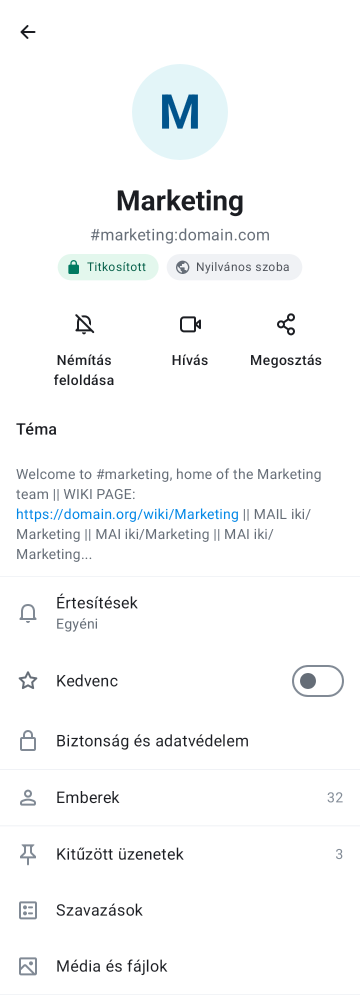 M
Marketing
#marketing:domain.com
Titkosított
Nyilvános szoba
Némítás
feloldása
Hívás
Megosztás
Téma
Welcome to #marketing, home of the Marketing
team || WIKI PAGE:
https://domain.org/wiki/Marketing || MAIL iki/
Marketing || MAI iki/Marketing || MAI iki/
Marketing...
Értesítések
Egyéni
Kedvenc
Biztonság és adatvédelem
Emberek 32
Kitűzött üzenetek 3
Szavazások
Média és fájlok